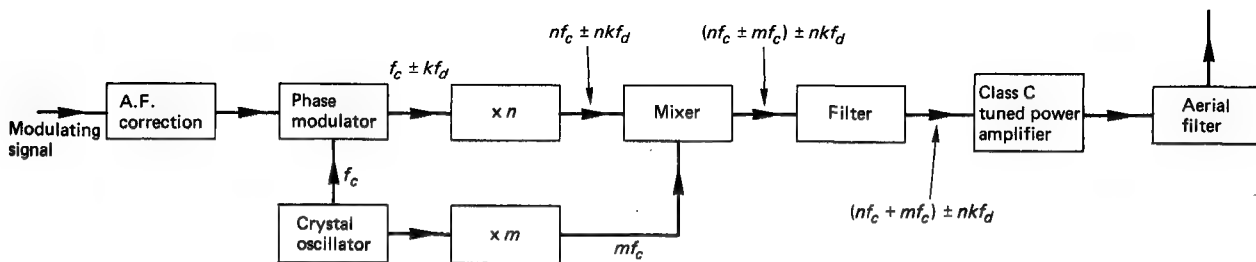 nf_c ± nkf_d
(nf_c ± mf_c) ± nkf_d
f_c ± kf_d
Modulating
signal
A.F.
correction
Phase
modulator
× n
Mixer
Filter
Class C
tuned power
amplifier
Aerial
filter
f_c
(nf_c + mf_c) ± nkf_d
Crystal
oscillator
× m
mf_c